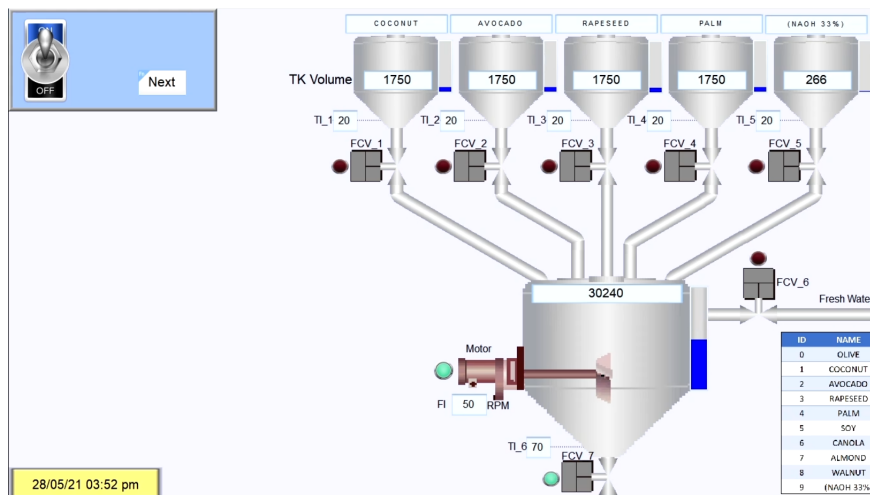 ON
OFF
Next
COCONUT
AVOCADO
RAPESEED
PALM
(NAOH 33%)
TK Volume
1750
1750
1750
1750
266
TI_1 20
TI_2 20
TI_3 20
TI_4 20
TI_5 20
FCV_1
FCV_2
FCV_3
FCV_4
FCV_5
30240
FCV_6
Fresh Wate
Motor
FI 50 RPM
TI_6 70
FCV_7
ID NAME
0 OLIVE
1 COCONUT
2 AVOCADO
3 RAPESEED
4 PALM
5 SOY
6 CANOLA
7 ALMOND
8 WALNUT
9 (NAOH 33%
28/05/21 03:52 pm